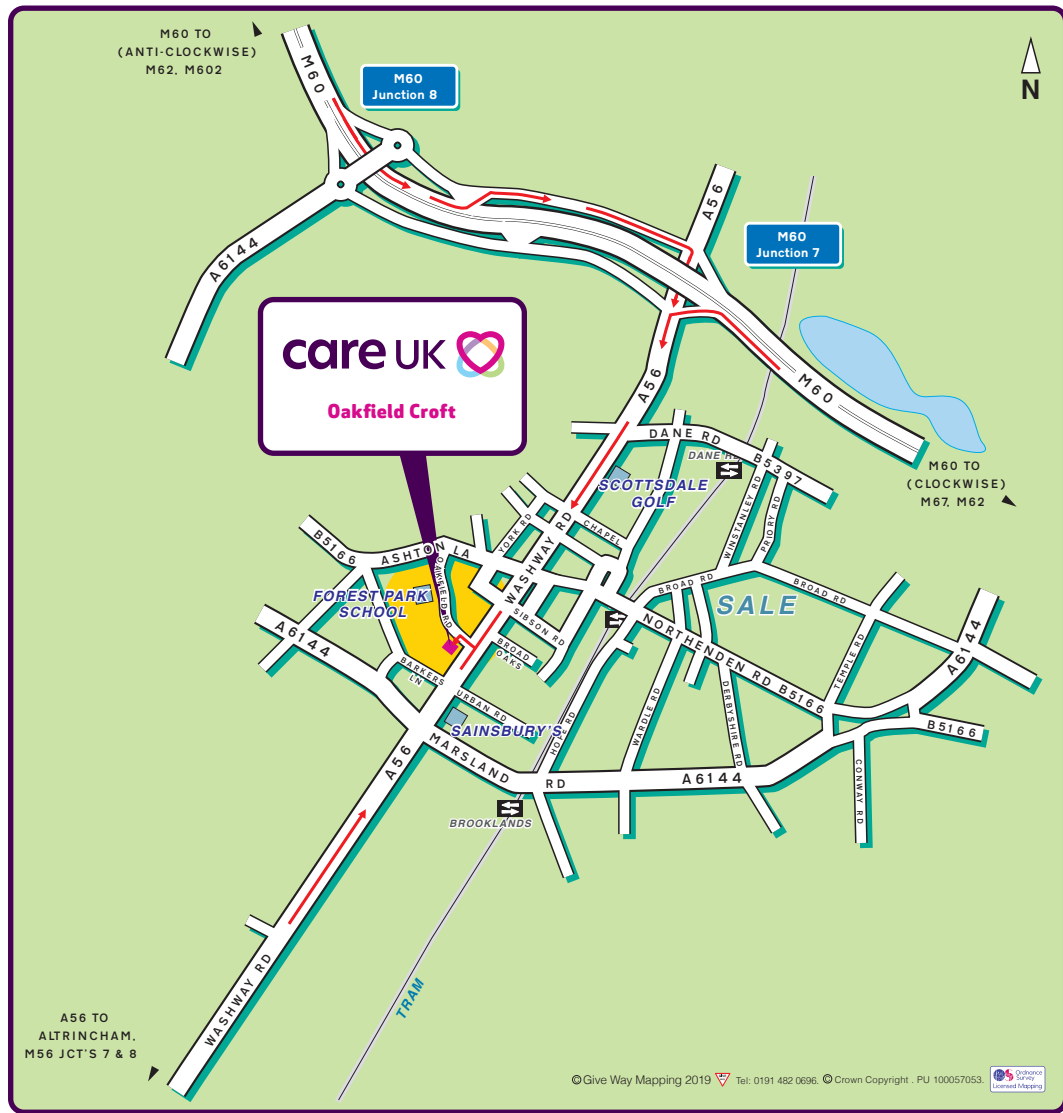 M60 TO
(ANTI-CLOCKWISE)
M62, M602
M60
M60
Junction 8
N
A56
M60
Junction 7
A6144
care UK
Oakfield Croft
M60
A56
DANE RD
B5397
DANE RD
M60 TO
(CLOCKWISE)
M67, M62
SCOTTSDALE
GOLF
WINSTANLEY RD
PRIORY RD
YORK RD
CHAPEL
B5166
ASHTON LA
WASHWAY RD
BROAD RD
BROAD RD
SALE
FOREST PARK
SCHOOL
OAKFIELD RD
SIBSON RD
A6144
BROAD
OAKS
NORTHENDEN RD B5166
TEMPLE RD
A6144
BARKERS
LN
URBAN RD
SAINSBURY'S
HOPE RD
WARDLE RD
DERBYSHIRE RD
B5166
A56
MARSLAND RD
A6144
CONWAY RD
BROOKLANDS
WASHWAY RD
TRAM
A56 TO
ALTRINCHAM,
M56 JCT'S 7 & 8
© Give Way Mapping 2019 Tel: 0191 482 0696. © Crown Copyright . PU 100057053.
Ordnance
Survey
Licensed Mapping